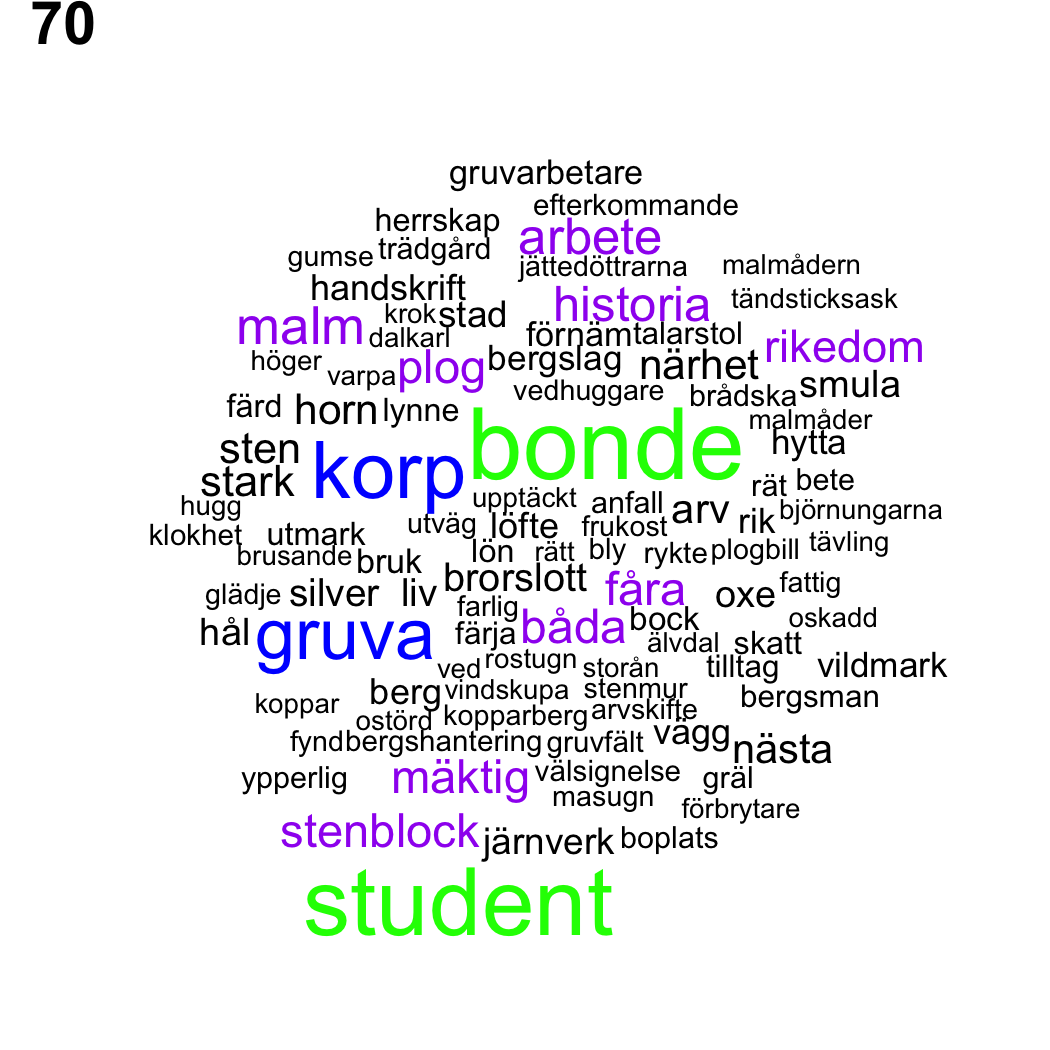 70
gruvarbetare
efterkommande
herrskap arbete
gumse trädgård jättedöttrarna malmådern
handskrift historia tändsticksask
malm krok stad
dalkarl förnäm talarstol rikedom
höger varpa plog bergslag närhet
vedhuggare brådska smula
färd horn lynne malmåder
sten korp bonde hytta
stark rät bete
hugg upptäckt anfall arv rik björnungarna
klokhet utmark utväg löfte frukost
brusande bruk lön rätt bly rykte plogbill tävling
glädje silver liv brorslott fåra oxe fattig
hål gruva farlig färja båda bock oskadd
älvdal skatt
ved rostugn storån tilltag vildmark
koppar berg vindskupa stenmur bergsman
ostörd kopparberg arvskifte
fynd bergshantering gruvfält vägg nästa
ypperlig mäktig välsignelse gräl
masugn förbrytare
stenblock järnverk boplats
student